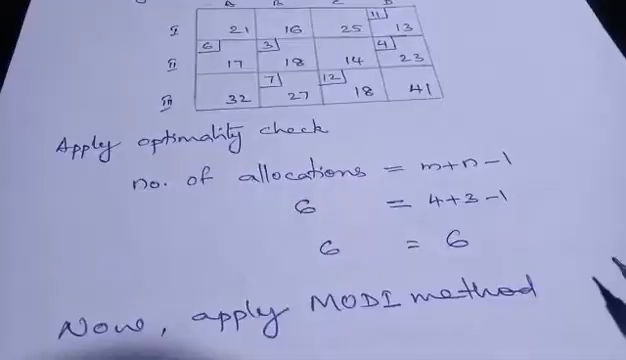 A B C D
11
I 21 16 25 13
6 3 4
II 17 18 14 23
7 12
III 32 27 18 41
Apply optimality check
no. of allocations = m+n-1
6 = 4+3-1
6 = 6
Now, apply MODI method